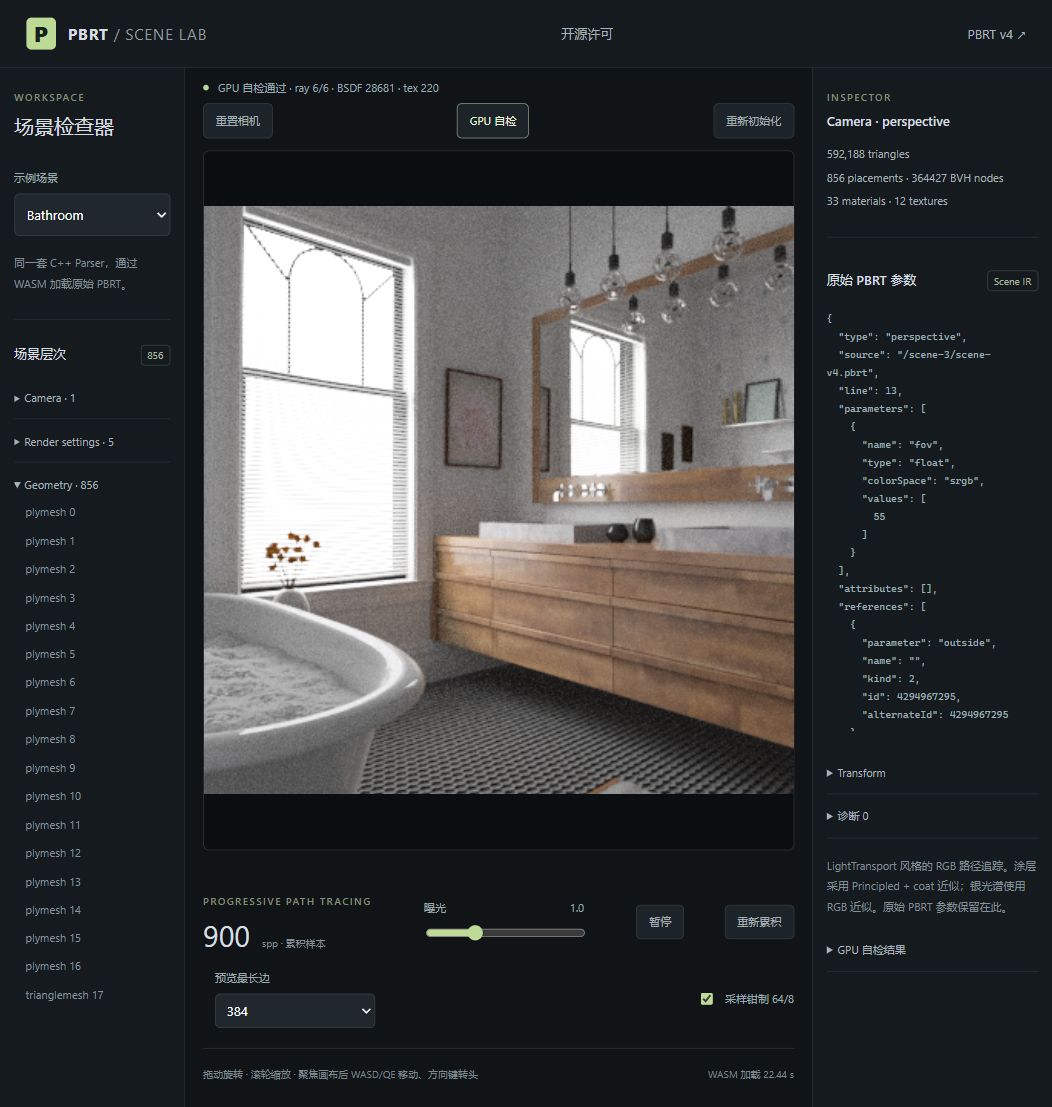 P PBRT / SCENE LAB
开源许可
PBRT v4 ↗
WORKSPACE
场景检查器
示例场景
Bathroom
同一套 C++ Parser，通过
WASM 加载原始 PBRT。
场景层次 856
▸ Camera · 1
▸ Render settings · 5
▾ Geometry · 856
plymesh 0
plymesh 1
plymesh 2
plymesh 3
plymesh 4
plymesh 5
plymesh 6
plymesh 7
plymesh 8
plymesh 9
plymesh 10
plymesh 11
plymesh 12
plymesh 13
plymesh 14
plymesh 15
plymesh 16
trianglemesh 17
GPU 自检通过 · ray 6/6 · BSDF 28681 · tex 220
重置相机
GPU 自检
重新初始化
PROGRESSIVE PATH TRACING
900 spp · 累积样本
曝光 1.0
暂停
重新累积
预览最长边
384
采样钳制 64/8
拖动旋转 · 滚轮缩放 · 聚焦画布后 WASD/QE 移动、方向键转头
WASM 加载 22.44 s
INSPECTOR
Camera · perspective
592,188 triangles
856 placements · 364427 BVH nodes
33 materials · 12 textures
原始 PBRT 参数 Scene IR
{
"type": "perspective",
"source": "/scene-3/scene-
v4.pbrt",
"line": 13,
"parameters": [
{
"name": "fov",
"type": "float",
"colorSpace": "srgb",
"values": [
55
]
}
],
"attributes": [],
"references": [
{
"parameter": "outside",
"name": "",
"kind": 2,
"id": 4294967295,
"alternateId": 4294967295
▸ Transform
▸ 诊断 0
LightTransport 风格的 RGB 路径追踪。涂层
采用 Principled + coat 近似；银光谱使用
RGB 近似。原始 PBRT 参数保留在此。
▸ GPU 自检结果